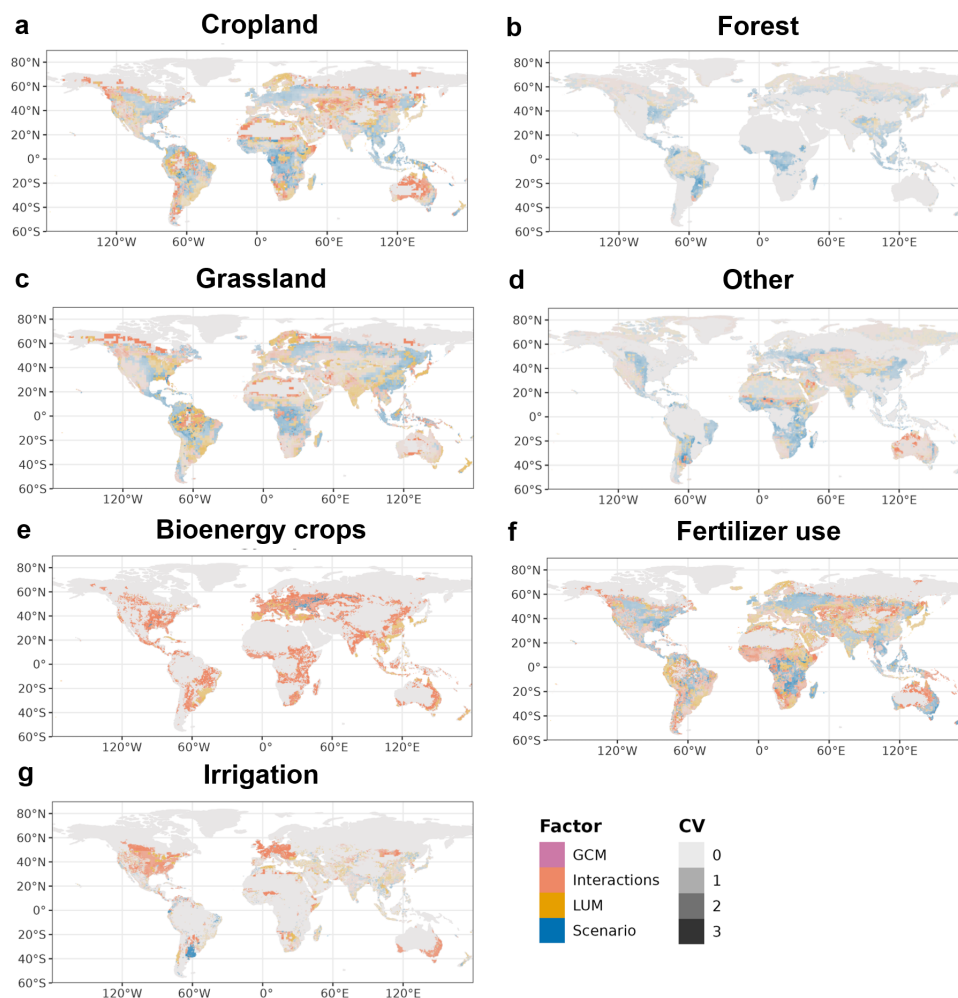 a Cropland
80°N
60°N
40°N
20°N
0°
20°S
40°S
60°S
120°W 60°W 0° 60°E 120°E
b Forest
80°N
60°N
40°N
20°N
0°
20°S
40°S
60°S
120°W 60°W 0° 60°E 120°E
c Grassland
80°N
60°N
40°N
20°N
0°
20°S
40°S
60°S
120°W 60°W 0° 60°E 120°E
d Other
80°N
60°N
40°N
20°N
0°
20°S
40°S
60°S
120°W 60°W 0° 60°E 120°E
e Bioenergy crops
80°N
60°N
40°N
20°N
0°
20°S
40°S
60°S
120°W 60°W 0° 60°E 120°E
f Fertilizer use
80°N
60°N
40°N
20°N
0°
20°S
40°S
60°S
120°W 60°W 0° 60°E 120°E
g Irrigation
80°N
60°N
40°N
20°N
0°
20°S
40°S
60°S
120°W 60°W 0° 60°E 120°E
Factor
GCM
Interactions
LUM
Scenario
CV
0
1
2
3